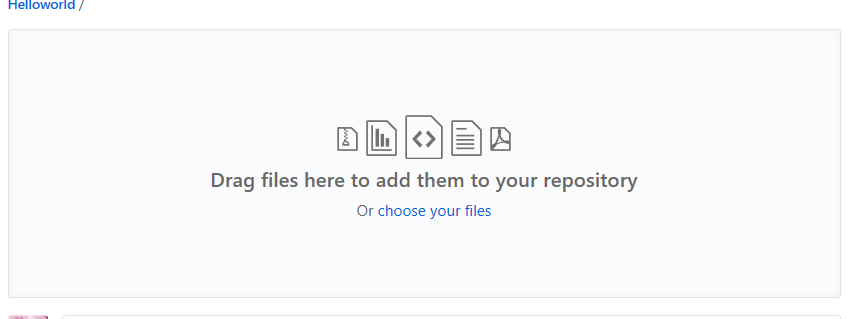 Helloworld /
Drag files here to add them to your repository
Or choose your files